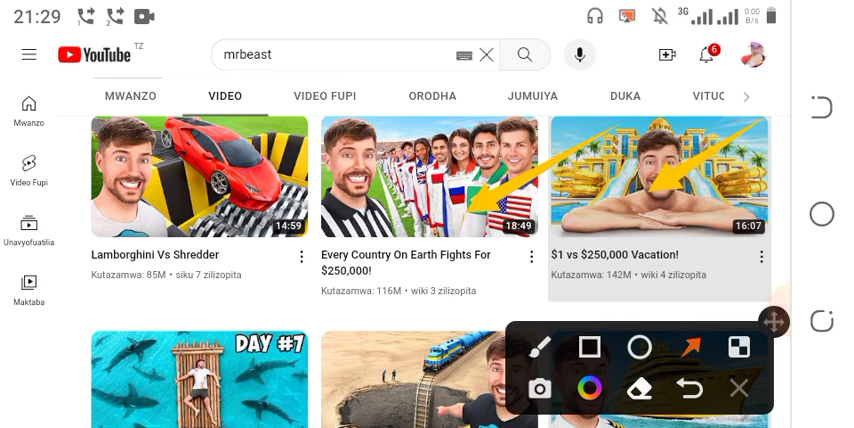 21:29
1
2
3G
0.00
B/s
YouTube TZ
mrbeast
6
MWANZO
VIDEO
VIDEO FUPI
ORODHA
JUMUIYA
DUKA
VITUC
Mwanzo
Video Fupi
Unavyofuatilia
Maktaba
14:59
18:49
16:07
Lamborghini Vs Shredder
Kutazamwa: 85M • siku 7 zilizopita
Every Country On Earth Fights For
$250,000!
Kutazamwa: 116M • wiki 3 zilizopita
$1 vs $250,000 Vacation!
Kutazamwa: 142M • wiki 4 zilizopita
DAY #7